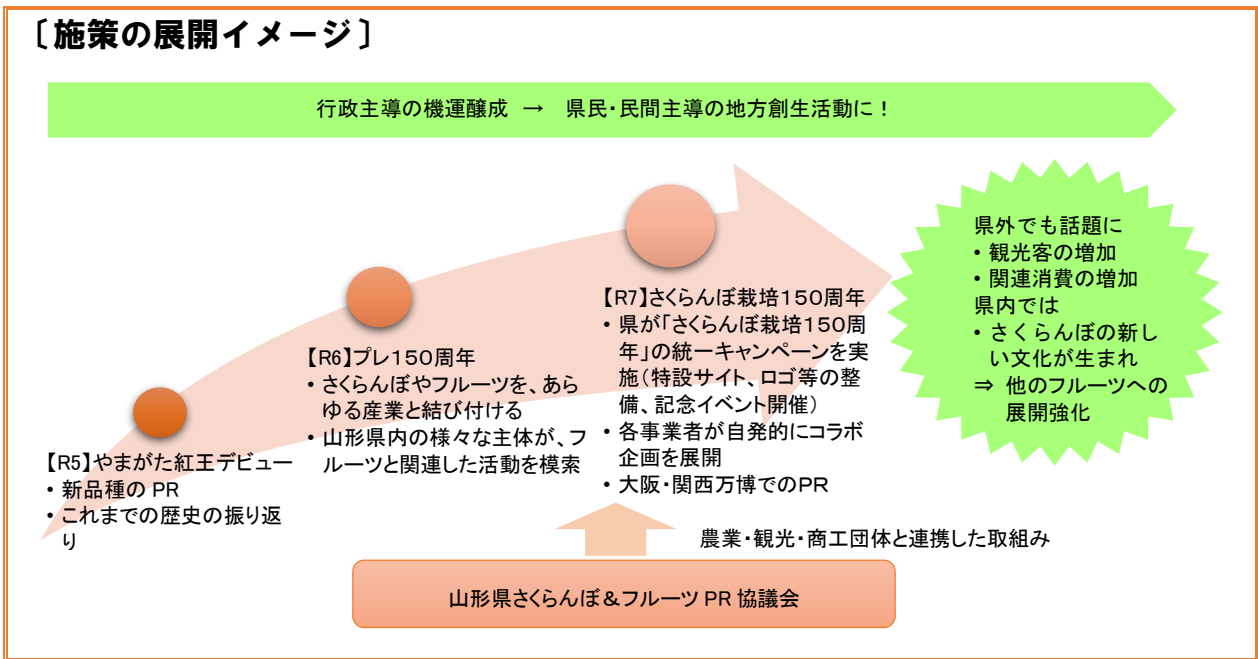 〔施策の展開イメージ〕
行政主導の機運醸成 → 県民・民間主導の地方創生活動に！
【R5】やまがた紅王デビュー
• 新品種の PR
• これまでの歴史の振り返
り
【R6】プレ１５０周年
• さくらんぼやフルーツを、あら
ゆる産業と結び付ける
• 山形県内の様々な主体が、フ
ルーツと関連した活動を模索
【R7】さくらんぼ栽培１５０周年
• 県が「さくらんぼ栽培１５０周
年」の統一キャンペーンを実
施（特設サイト、ロゴ等の整
備、記念イベント開催）
• 各事業者が自発的にコラボ
企画を展開
• 大阪・関西万博でのＰＲ
県外でも話題に
• 観光客の増加
• 関連消費の増加
県内では
• さくらんぼの新し
い文化が生まれ
⇒ 他のフルーツへの
展開強化
農業・観光・商工団体と連携した取組み
山形県さくらんぼ＆フルーツ PR 協議会